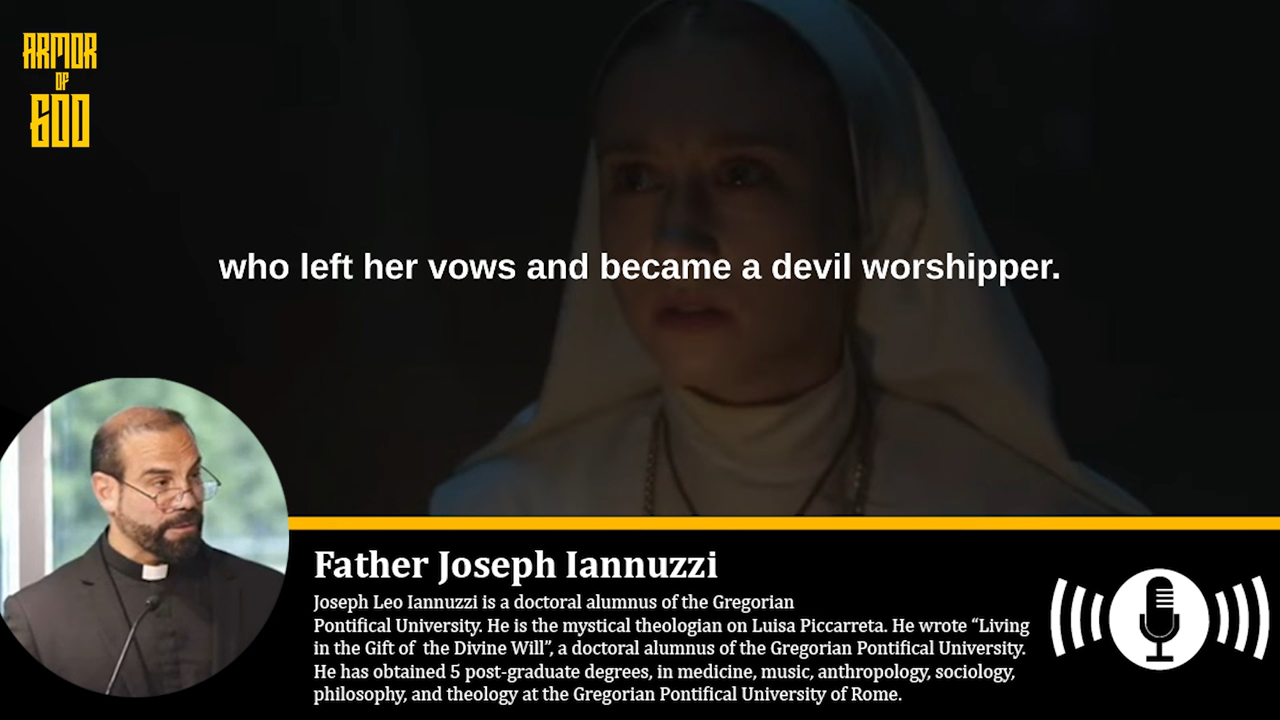 ARMOR
OF
GOD
who left her vows and became a devil worshipper.
Father Joseph Iannuzzi
Joseph Leo Iannuzzi is a doctoral alumnus of the Gregorian
Pontifical University. He is the mystical theologian on Luisa Piccarreta. He wrote “Living
in the Gift of the Divine Will”, a doctoral alumnus of the Gregorian Pontifical University.
He has obtained 5 post-graduate degrees, in medicine, music, anthropology, sociology,
philosophy, and theology at the Gregorian Pontifical University of Rome.